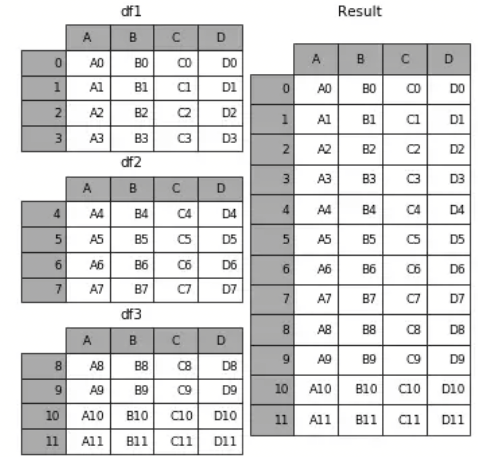 df1
A B C D
0 A0 B0 C0 D0
1 A1 B1 C1 D1
2 A2 B2 C2 D2
3 A3 B3 C3 D3
df2
A B C D
4 A4 B4 C4 D4
5 A5 B5 C5 D5
6 A6 B6 C6 D6
7 A7 B7 C7 D7
df3
A B C D
8 A8 B8 C8 D8
9 A9 B9 C9 D9
10 A10 B10 C10 D10
11 A11 B11 C11 D11
Result
A B C D
0 A0 B0 C0 D0
1 A1 B1 C1 D1
2 A2 B2 C2 D2
3 A3 B3 C3 D3
4 A4 B4 C4 D4
5 A5 B5 C5 D5
6 A6 B6 C6 D6
7 A7 B7 C7 D7
8 A8 B8 C8 D8
9 A9 B9 C9 D9
10 A10 B10 C10 D10
11 A11 B11 C11 D11